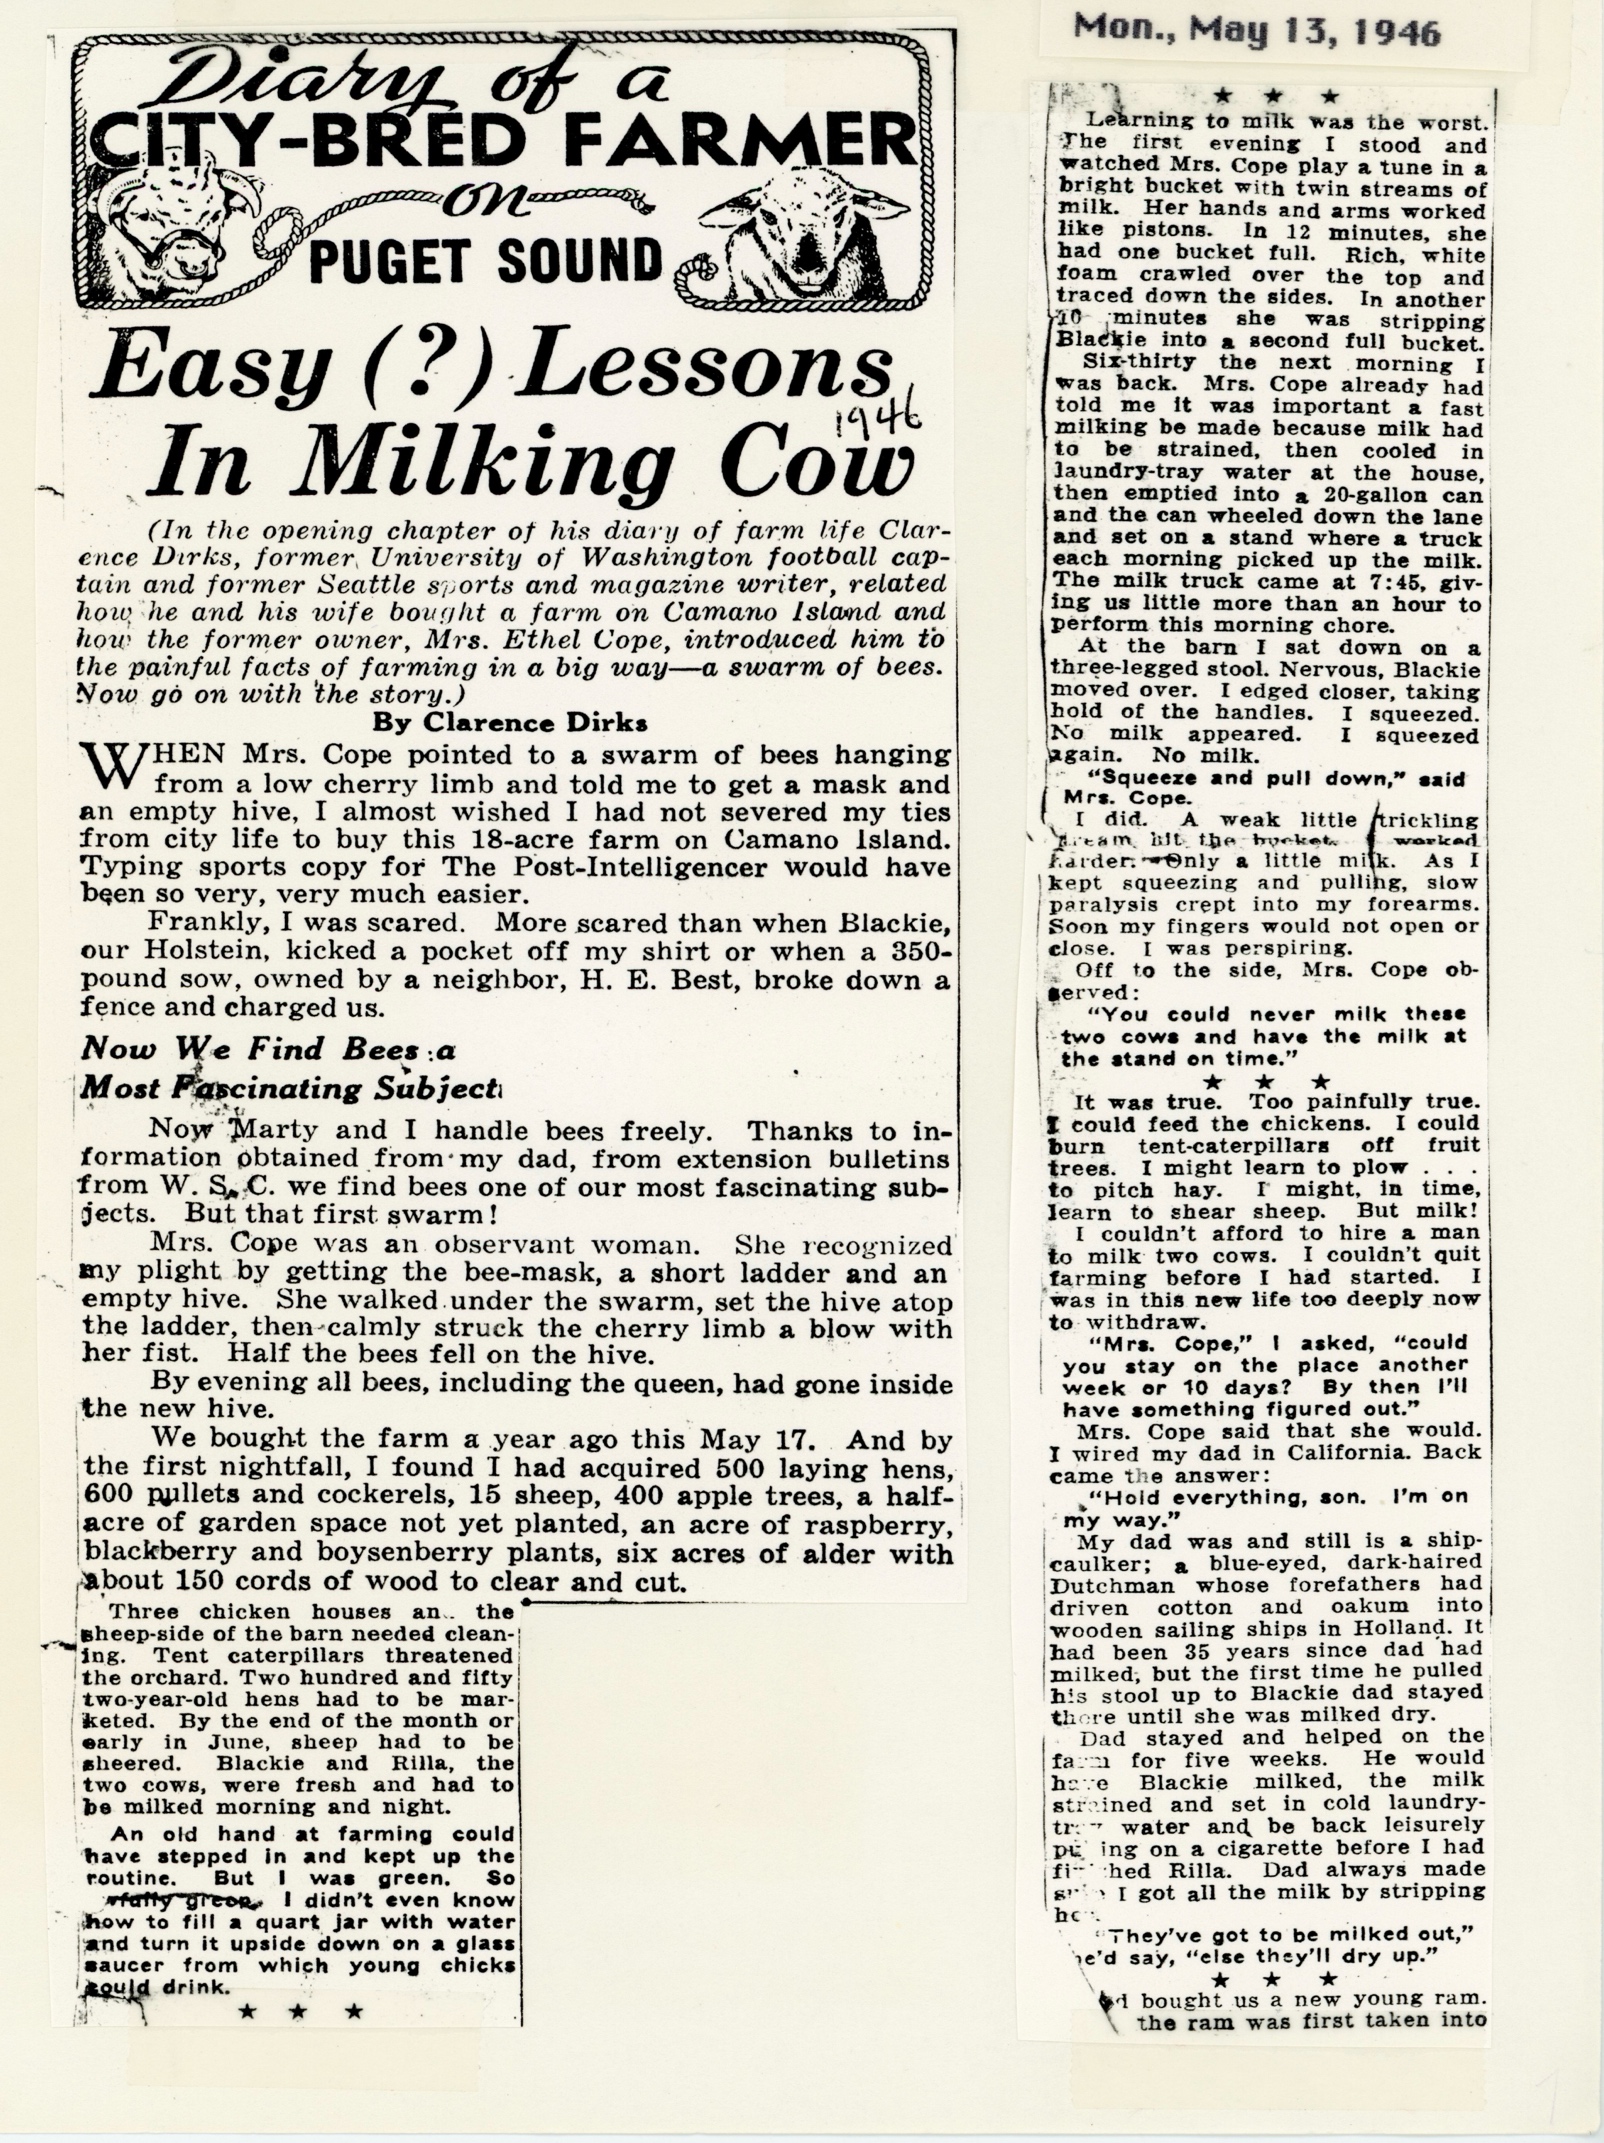 Diary of a
CITY-BRED FARMER
on
PUGET SOUND
Easy (?) Lessons
1946
In Milking Cow
(In the opening chapter of his diary of farm life Clar-
ence Dirks, former University of Washington football cap-
tain and former Seattle sports and magazine writer, related
how he and his wife bought a farm on Camano Island and
how the former owner, Mrs. Ethel Cope, introduced him to
the painful facts of farming in a big way—a swarm of bees.
Now go on with the story.)
By Clarence Dirks
WHEN Mrs. Cope pointed to a swarm of bees hanging
from a low cherry limb and told me to get a mask and
an empty hive, I almost wished I had not severed my ties
from city life to buy this 18-acre farm on Camano Island.
Typing sports copy for The Post-Intelligencer would have
been so very, very much easier.
Frankly, I was scared. More scared than when Blackie,
our Holstein, kicked a pocket off my shirt or when a 350-
pound sow, owned by a neighbor, H. E. Best, broke down a
fence and charged us.
Now We Find Bees a
Most Fascinating Subject
Now Marty and I handle bees freely. Thanks to in-
formation obtained from my dad, from extension bulletins
from W. S. C. we find bees one of our most fascinating sub-
jects. But that first swarm!
Mrs. Cope was an observant woman. She recognized
my plight by getting the bee-mask, a short ladder and an
empty hive. She walked under the swarm, set the hive atop
the ladder, then calmly struck the cherry limb a blow with
her fist. Half the bees fell on the hive.
By evening all bees, including the queen, had gone inside
the new hive.
We bought the farm a year ago this May 17. And by
the first nightfall, I found I had acquired 500 laying hens,
600 pullets and cockerels, 15 sheep, 400 apple trees, a half-
acre of garden space not yet planted, an acre of raspberry,
blackberry and boysenberry plants, six acres of alder with
about 150 cords of wood to clear and cut.
Three chicken houses an the
sheep-side of the barn needed clean-
ing. Tent caterpillars threatened
the orchard. Two hundred and fifty
two-year-old hens had to be mar-
keted. By the end of the month or
early in June, sheep had to be
sheered. Blackie and Rilla, the
two cows, were fresh and had to
be milked morning and night.
An old hand at farming could
have stepped in and kept up the
routine. But I was green. So
green, I didn't even know
how to fill a quart jar with water
and turn it upside down on a glass
saucer from which young chicks
could drink.
★ ★ ★
Mon., May 13, 1946
★ ★ ★
Learning to milk was the worst.
The first evening I stood and
watched Mrs. Cope play a tune in a
bright bucket with twin streams of
milk. Her hands and arms worked
like pistons. In 12 minutes, she
had one bucket full. Rich, white
foam crawled over the top and
traced down the sides. In another
10 minutes she was stripping
Blackie into a second full bucket.
Six-thirty the next morning I
was back. Mrs. Cope already had
told me it was important a fast
milking be made because milk had
to be strained, then cooled in
laundry-tray water at the house,
then emptied into a 20-gallon can
and the can wheeled down the lane
and set on a stand where a truck
each morning picked up the milk.
The milk truck came at 7:45, giv-
ing us little more than an hour to
perform this morning chore.
At the barn I sat down on a
three-legged stool. Nervous, Blackie
moved over. I edged closer, taking
hold of the handles. I squeezed.
No milk appeared. I squeezed
again. No milk.
"Squeeze and pull down," said
Mrs. Cope.
I did. A weak little trickling
stream hit the bucket. I worked
harder. Only a little milk. As I
kept squeezing and pulling, slow
paralysis crept into my forearms.
Soon my fingers would not open or
close. I was perspiring.
Off to the side, Mrs. Cope ob-
served:
"You could never milk these
two cows and have the milk at
the stand on time."
★ ★ ★
It was true. Too painfully true.
I could feed the chickens. I could
burn tent-caterpillars off fruit
trees. I might learn to plow . . .
to pitch hay. I might, in time,
learn to shear sheep. But milk!
I couldn't afford to hire a man
to milk two cows. I couldn't quit
farming before I had started. I
was in this new life too deeply now
to withdraw.
"Mrs. Cope," I asked, "could
you stay on the place another
week or 10 days? By then I'll
have something figured out."
Mrs. Cope said that she would.
I wired my dad in California. Back
came the answer:
"Hold everything, son. I'm on
my way."
My dad was and still is a ship-
caulker; a blue-eyed, dark-haired
Dutchman whose forefathers had
driven cotton and oakum into
wooden sailing ships in Holland. It
had been 35 years since dad had
milked, but the first time he pulled
his stool up to Blackie dad stayed
there until she was milked dry.
Dad stayed and helped on the
farm for five weeks. He would
have Blackie milked, the milk
strained and set in cold laundry-
tray water and be back leisurely
ing on a cigarette before I had
finished Rilla. Dad always made
sure I got all the milk by stripping
her.
"They've got to be milked out,"
he'd say, "else they'll dry up."
★ ★ ★
bought us a new young ram.
the ram was first taken into